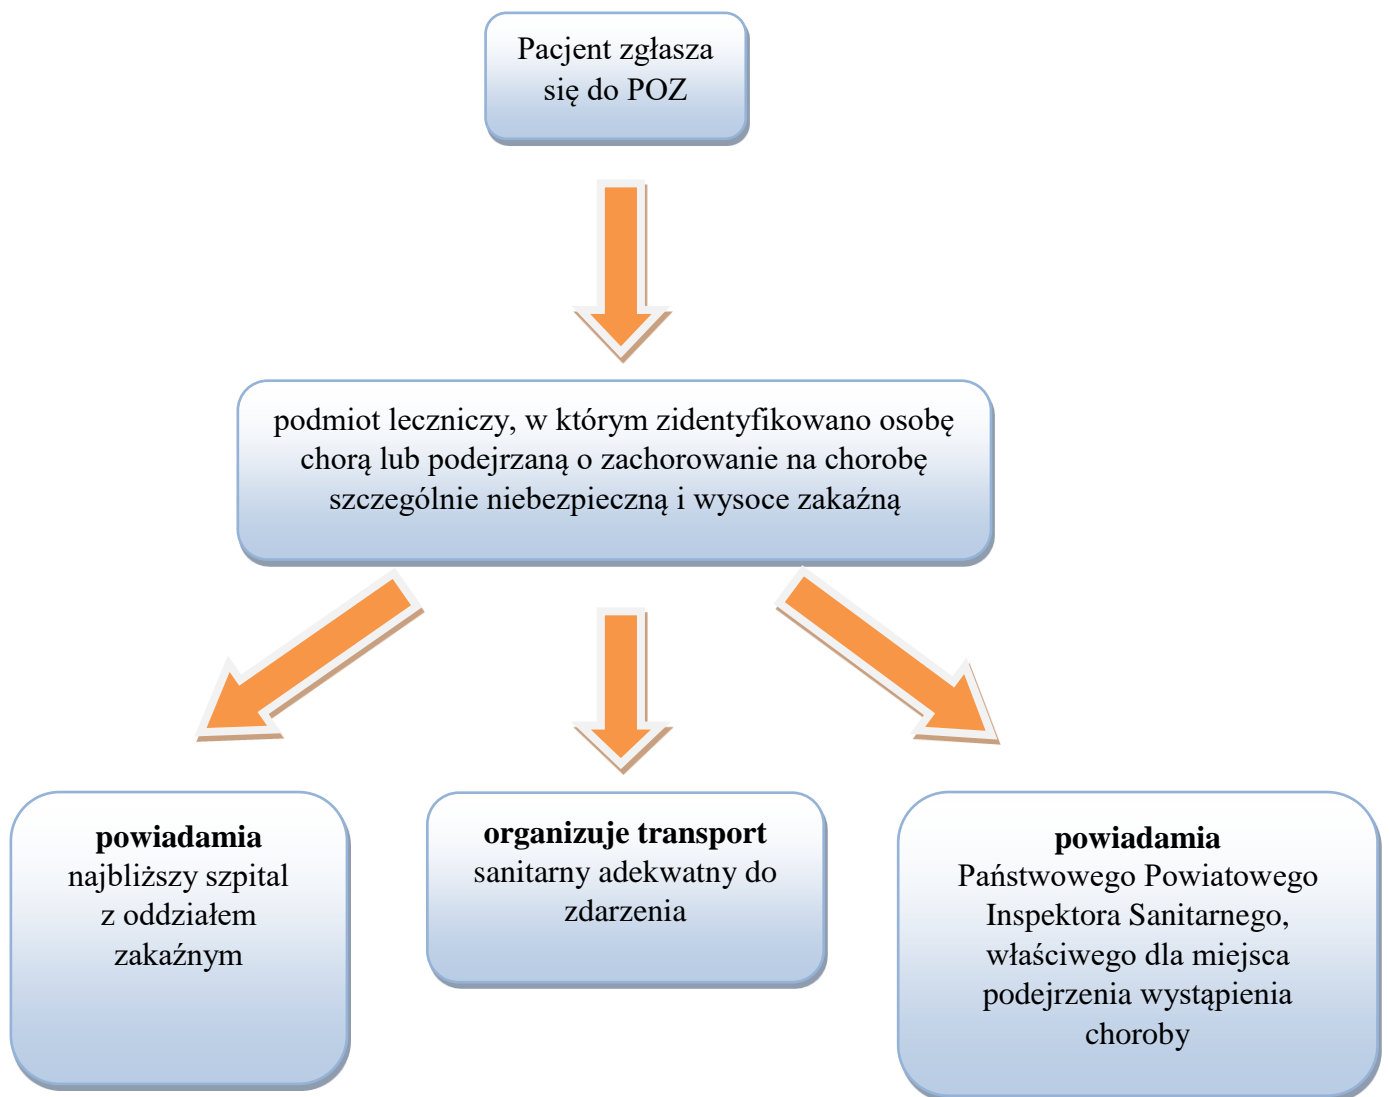 Pacjent zgłasza
się do POZ
podmiot leczniczy, w którym zidentyfikowano osobę
chorą lub podejrzaną o zachorowanie na chorobę
szczególnie niebezpieczną i wysoce zakaźną
powiadamia
najbliższy szpital
z oddziałem
zakaźnym
organizuje transport
sanitarny adekwatny do
zdarzenia
powiadamia
Państwowego Powiatowego
Inspektora Sanitarnego,
właściwego dla miejsca
podejrzenia wystąpienia
choroby